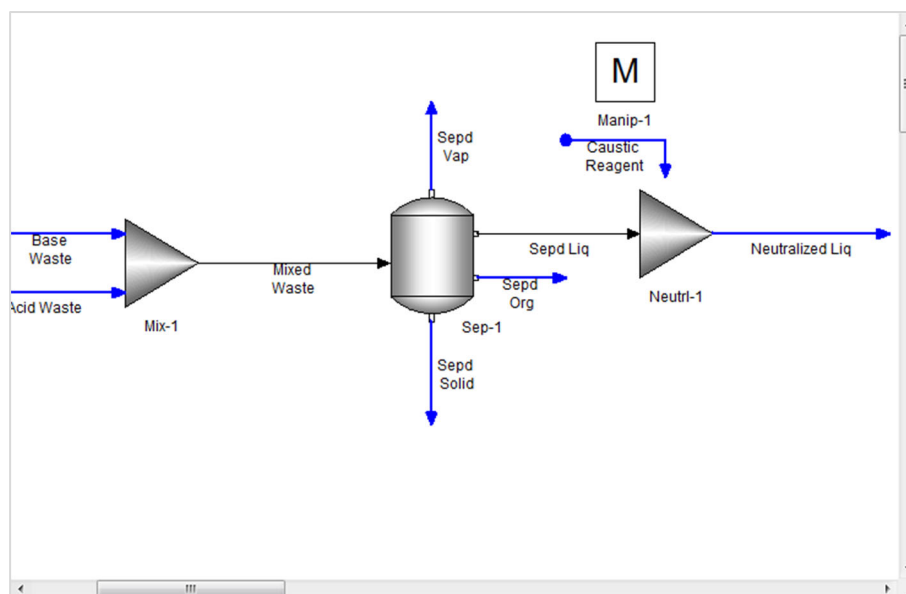 M
Manip-1
Sepd
Vap
Caustic
Reagent
Base
Waste
Mixed
Waste
Sepd Liq
Neutralized Liq
Sepd
Org
Acid Waste
Mix-1
Sep-1
Neutrl-1
Sepd
Solid